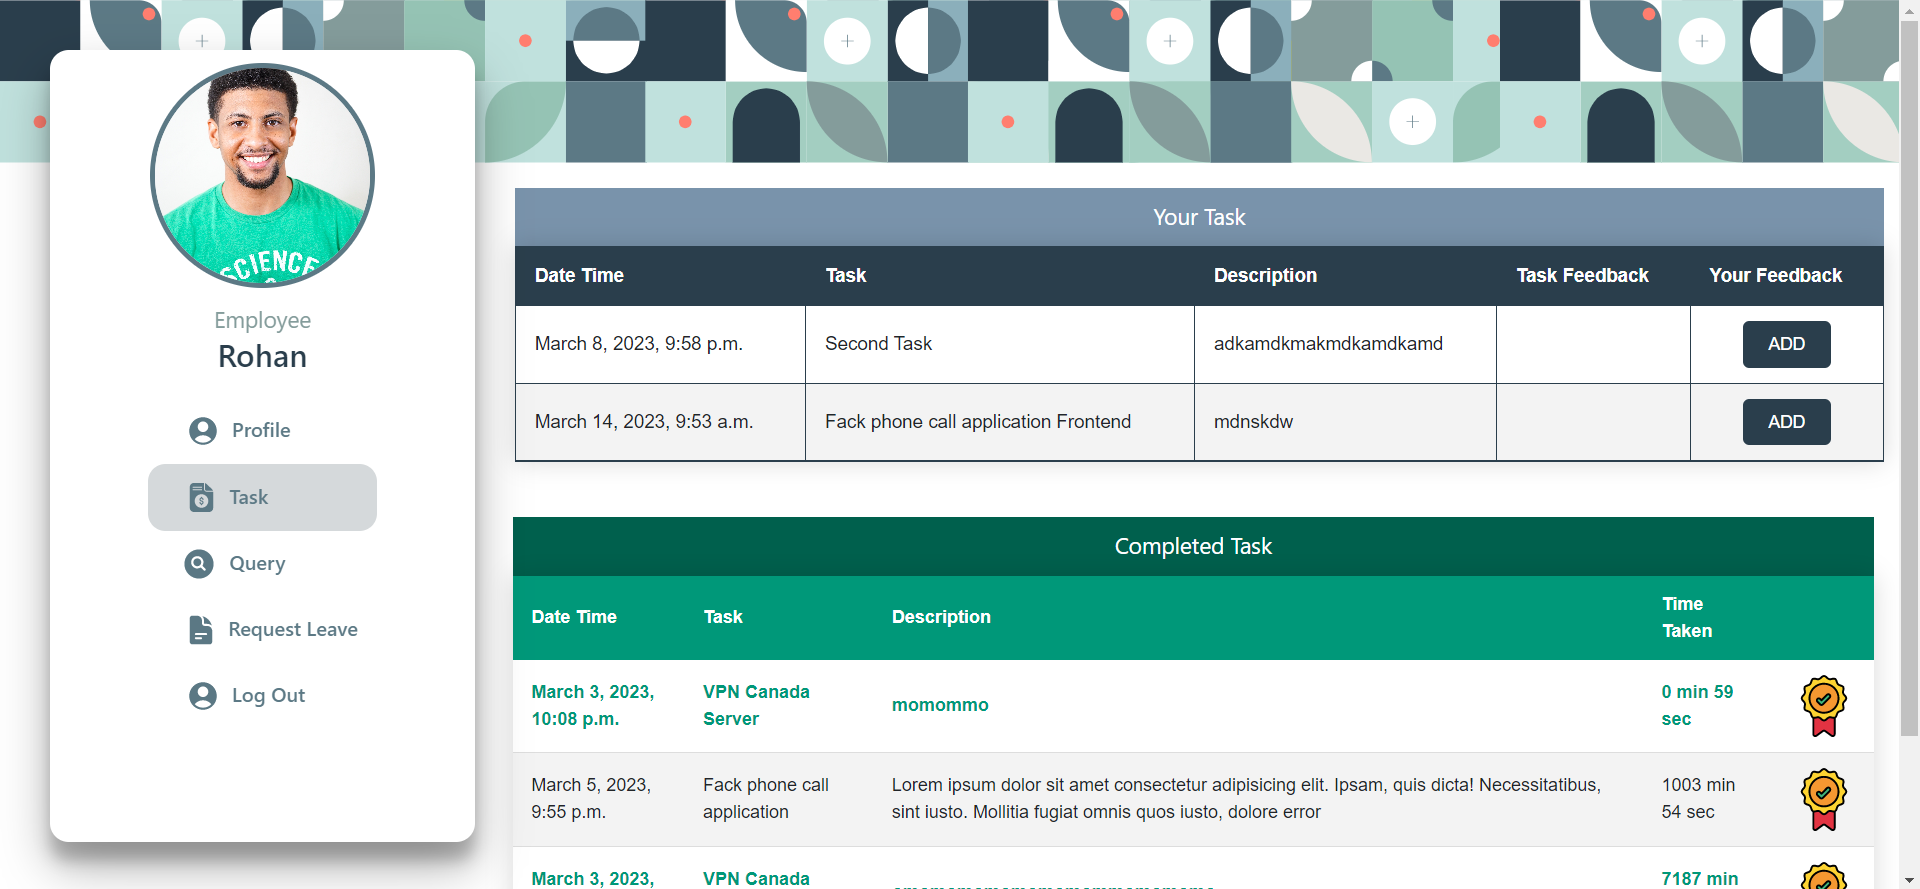 SCIENCE
Employee
Rohan
Profile
Task
Query
Request Leave
Log Out
Your Task
Date Time Task Description Task Feedback Your Feedback
March 8, 2023, 9:58 p.m. Second Task adkamdkmakmdkamdkamd ADD
March 14, 2023, 9:53 a.m. Fack phone call application Frontend mdnskdw ADD
Completed Task
Date Time Task Description Time
Taken
March 3, 2023, VPN Canada momommo 0 min 59
10:08 p.m. Server sec
March 5, 2023, Fack phone call Lorem ipsum dolor sit amet consectetur adipisicing elit. Ipsam, quis dicta! Necessitatibus, 1003 min
9:55 p.m. application sint iusto. Mollitia fugiat omnis quos iusto, dolore error 54 sec
March 3, 2023, VPN Canada 7187 min